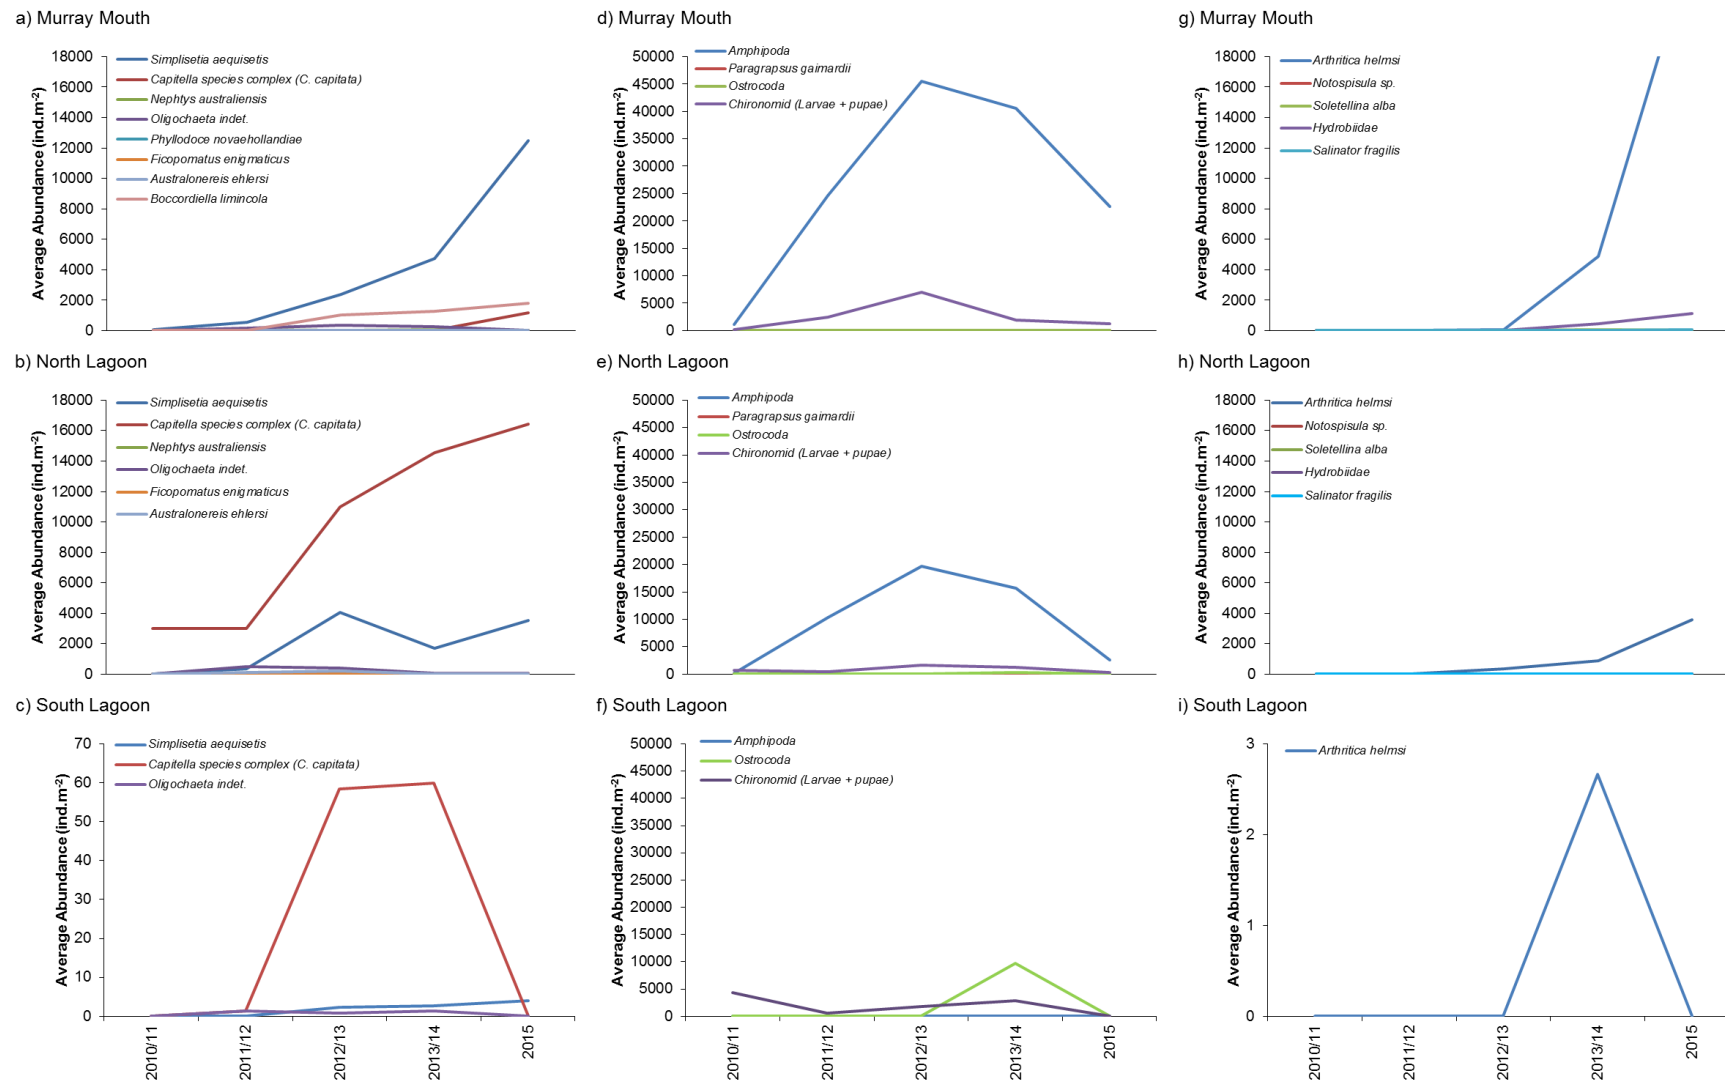 a) Murray Mouth
Average Abundance (ind.m-2)
18000
16000
14000
12000
10000
8000
6000
4000
2000
0
Simplisetia aequisetis
Capitella species complex (C. capitata)
Nephtys australiensis
Oligochaeta indet.
Phyllodoce novaehollandiae
Ficopomatus enigmaticus
Australonereis ehlersi
Boccordiella limincola
d) Murray Mouth
Average Abundance (ind.m-2)
50000
45000
40000
35000
30000
25000
20000
15000
10000
5000
0
Amphipoda
Paragrapsus gaimardii
Ostrocoda
Chironomid (Larvae + pupae)
g) Murray Mouth
Average Abundance (ind.m-2)
18000
16000
14000
12000
10000
8000
6000
4000
2000
0
Arthritica helmsi
Notospisula sp.
Soletellina alba
Hydrobiidae
Salinator fragilis
b) North Lagoon
Average Abundance (ind.m-2)
18000
16000
14000
12000
10000
8000
6000
4000
2000
0
Simplisetia aequisetis
Capitella species complex (C. capitata)
Nephtys australiensis
Oligochaeta indet.
Ficopomatus enigmaticus
Australonereis ehlersi
e) North Lagoon
Average Abundance (ind.m-2)
50000
45000
40000
35000
30000
25000
20000
15000
10000
5000
0
Amphipoda
Paragrapsus gaimardii
Ostrocoda
Chironomid (Larvae + pupae)
h) North Lagoon
Average Abundance (ind.m-2)
18000
16000
14000
12000
10000
8000
6000
4000
2000
0
Arthritica helmsi
Notospisula sp.
Soletellina alba
Hydrobiidae
Salinator fragilis
c) South Lagoon
Average Abundance (ind.m-2)
70
60
50
40
30
20
10
0
Simplisetia aequisetis
Capitella species complex (C. capitata)
Oligochaeta indet.
2010/11
2011/12
2012/13
2013/14
2015
f) South Lagoon
Average Abundance (ind.m-2)
50000
45000
40000
35000
30000
25000
20000
15000
10000
5000
0
Amphipoda
Ostrocoda
Chironomid (Larvae + pupae)
2010/11
2011/12
2012/13
2013/14
2015
i) South Lagoon
Average Abundance (ind.m-2)
3
2
1
0
Arthritica helmsi
2010/11
2011/12
2012/13
2013/14
2015